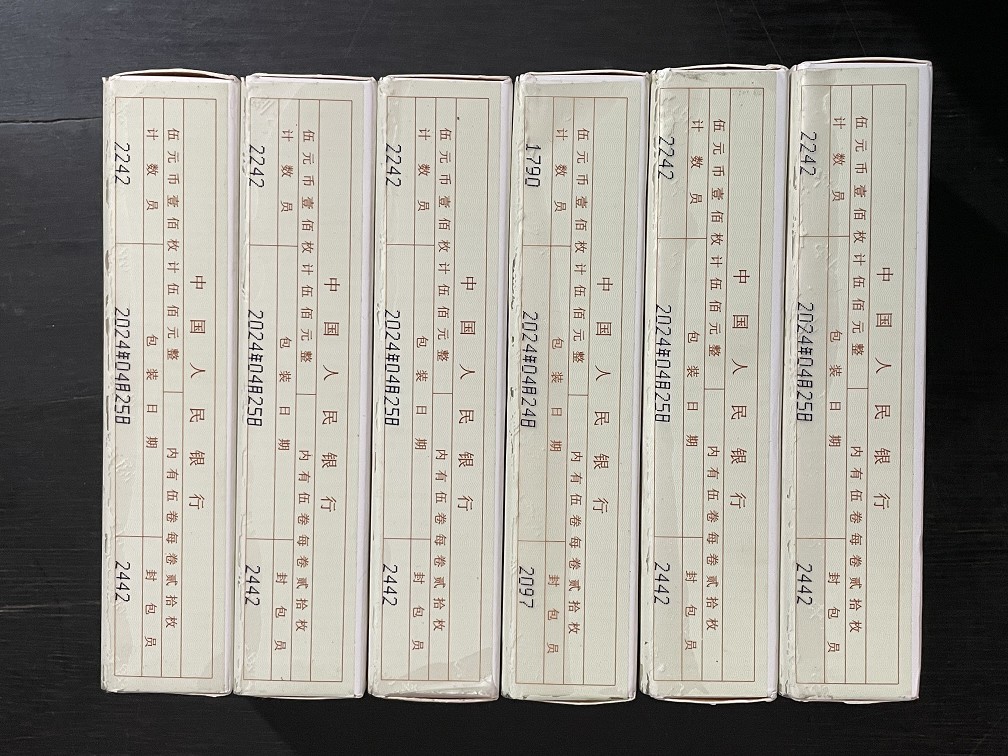 中国人民银行
伍元币壹佰枚计伍佰元整 内有伍卷每卷贰拾枚
计数员 包装日期 封包员
2242 2024年04月25日 2442
中国人民银行
伍元币壹佰枚计伍佰元整 内有伍卷每卷贰拾枚
计数员 包装日期 封包员
2242 2024年04月25日 2442
中国人民银行
伍元币壹佰枚计伍佰元整 内有伍卷每卷贰拾枚
计数员 包装日期 封包员
2242 2024年04月25日 2442
中国人民银行
伍元币壹佰枚计伍佰元整 内有伍卷每卷贰拾枚
计数员 包装日期 封包员
1790 2024年04月24日 2097
中国人民银行
伍元币壹佰枚计伍佰元整 内有伍卷每卷贰拾枚
计数员 包装日期 封包员
2242 2024年04月25日 2442
中国人民银行
伍元币壹佰枚计伍佰元整 内有伍卷每卷贰拾枚
计数员 包装日期 封包员
2242 2024年04月25日 2442